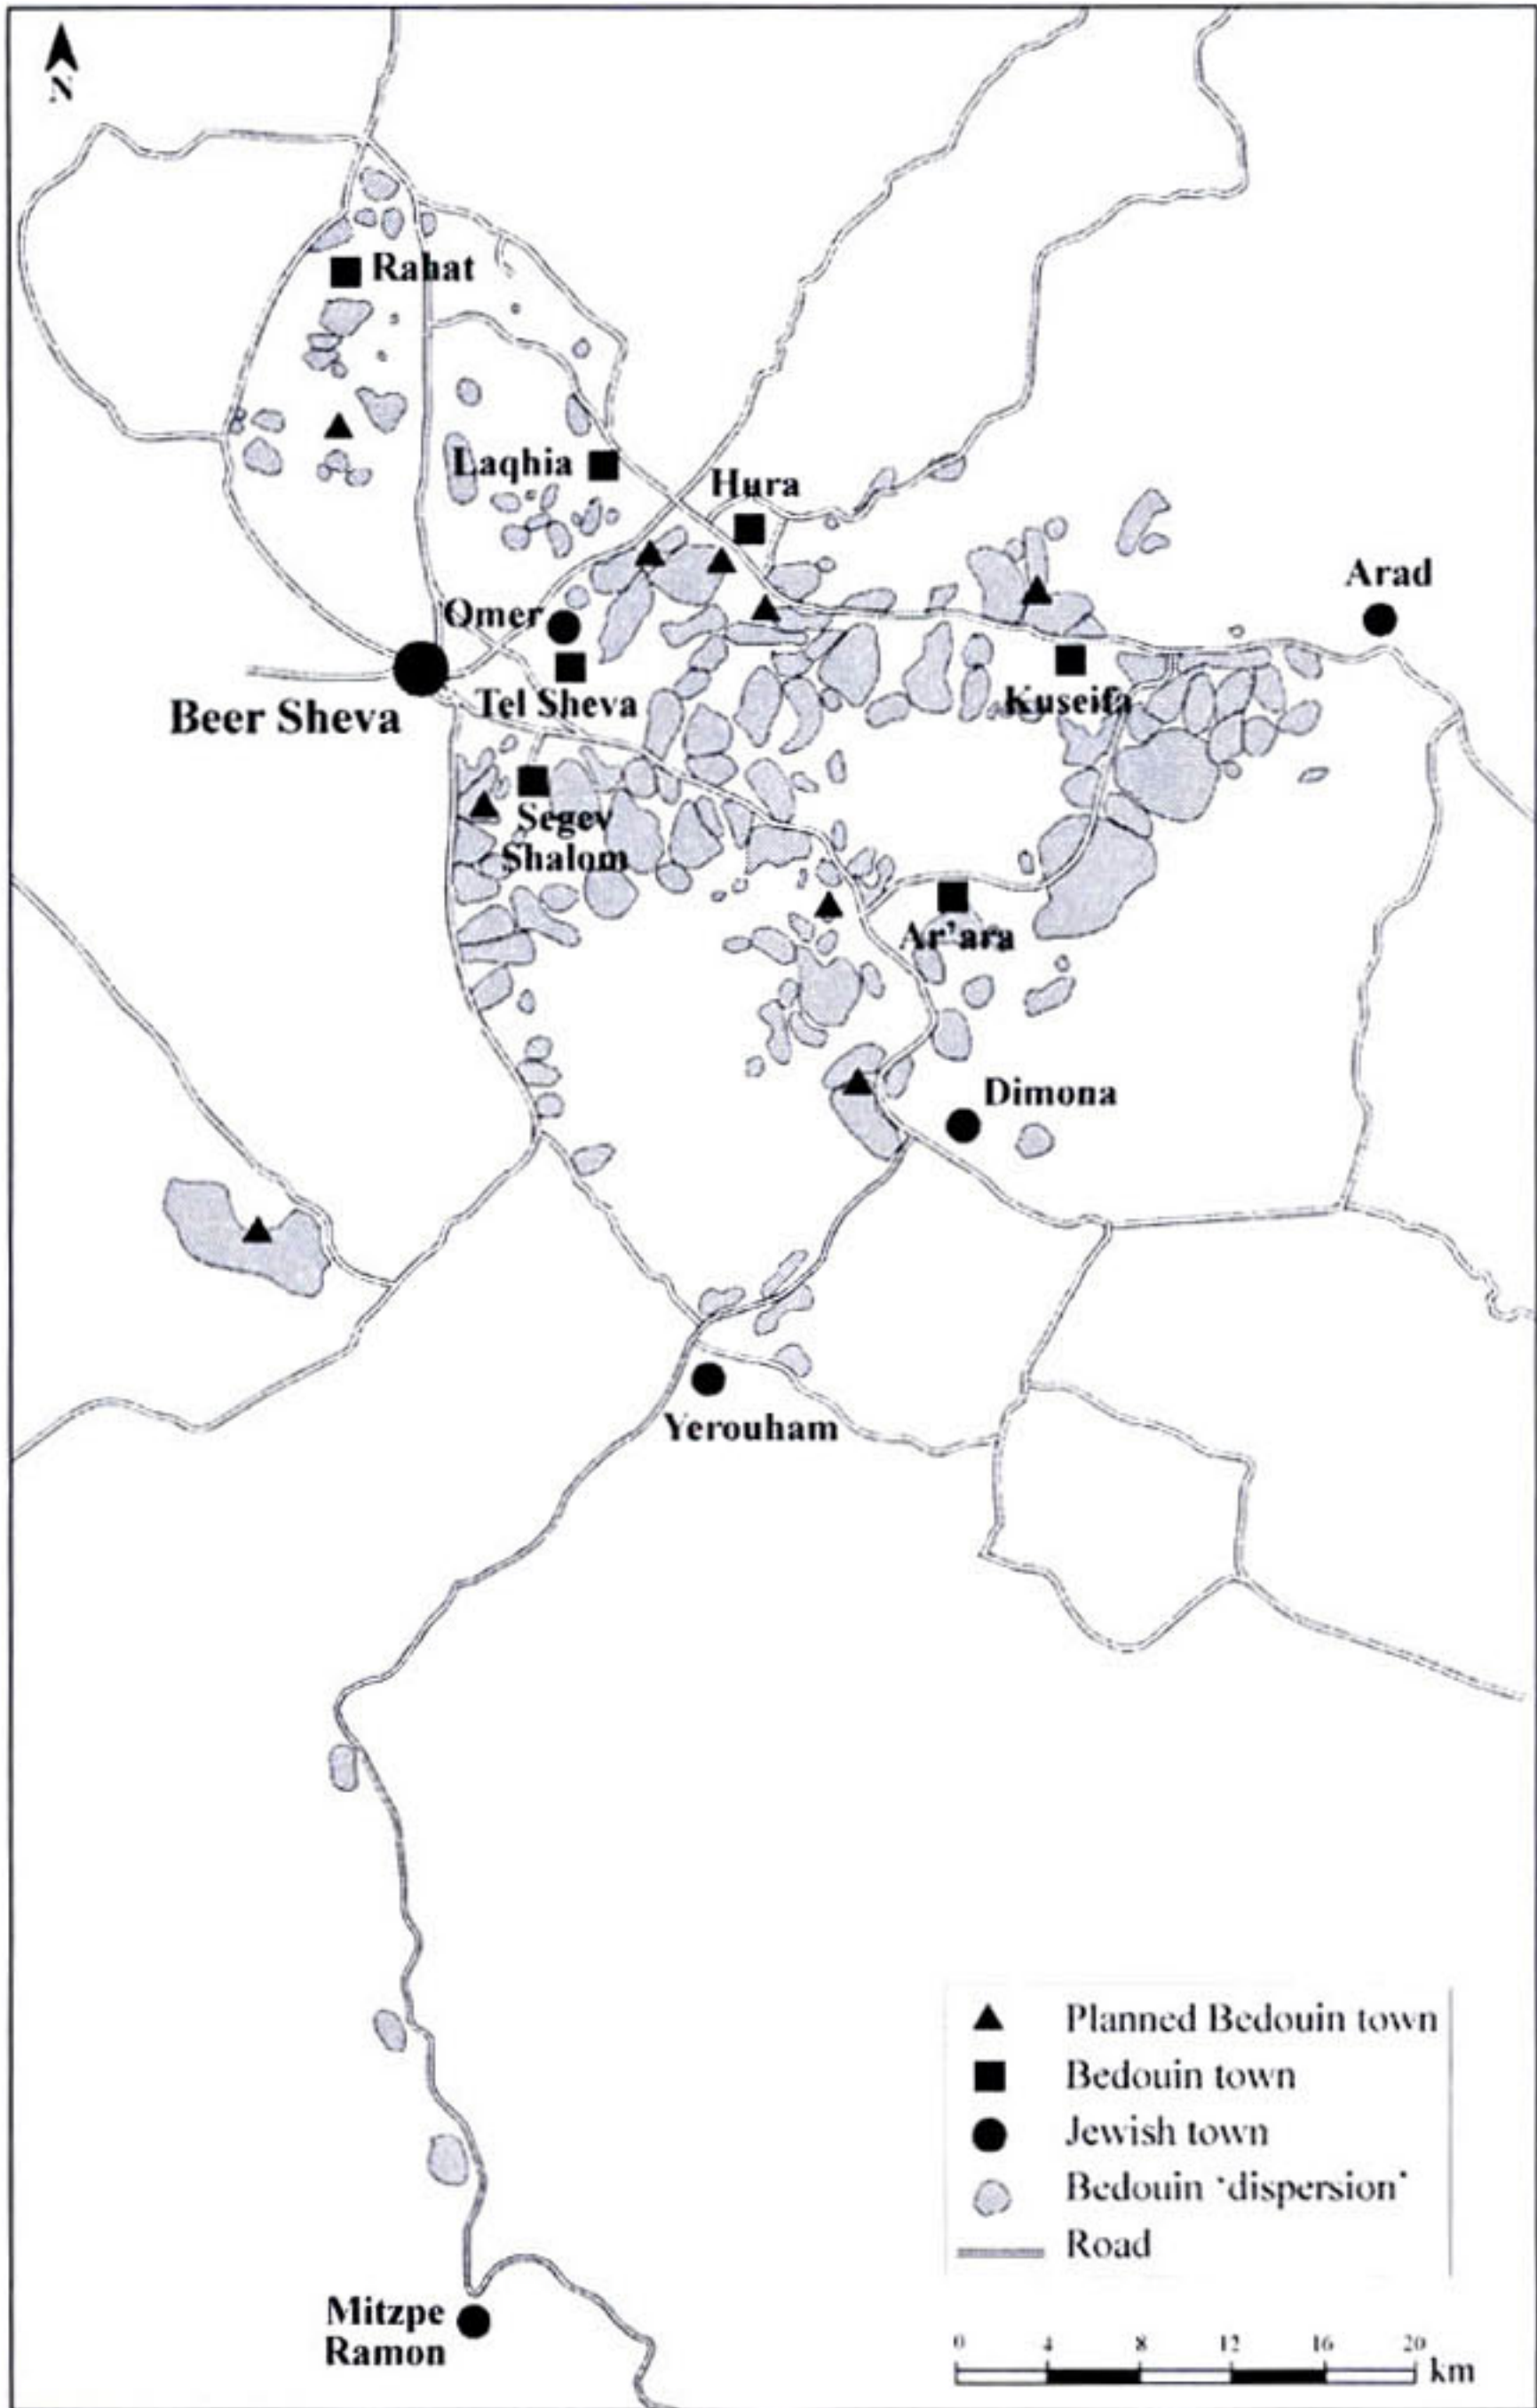 N
Rahat
Laqhia
Hura
Arad
Omer
Tel Sheva
Kuseifa
Beer Sheva
Segev
Shalom
Ar'ara
Dimona
Yerouham
Planned Bedouin town
Bedouin town
Jewish town
Bedouin 'dispersion'
Road
Mitzpe
Ramon
0 4 8 12 16 20
km